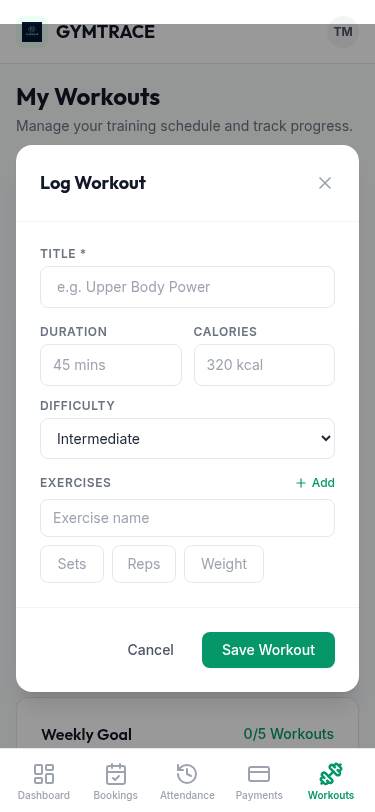 GYMTRACE
TM
My Workouts
Manage your training schedule and track progress.
Log Workout
TITLE *
e.g. Upper Body Power
DURATION CALORIES
45 mins 320 kcal
DIFFICULTY
Intermediate
EXERCISES + Add
Exercise name
Sets Reps Weight
Cancel Save Workout
Weekly Goal 0/5 Workouts
Dashboard Bookings Attendance Payments Workouts